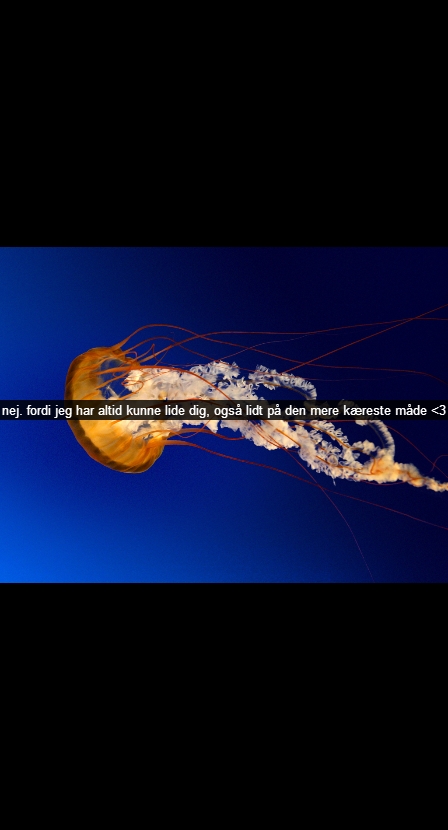 nej. fordi jeg har altid kunne lide dig, også lidt på den mere kæreste måde <3